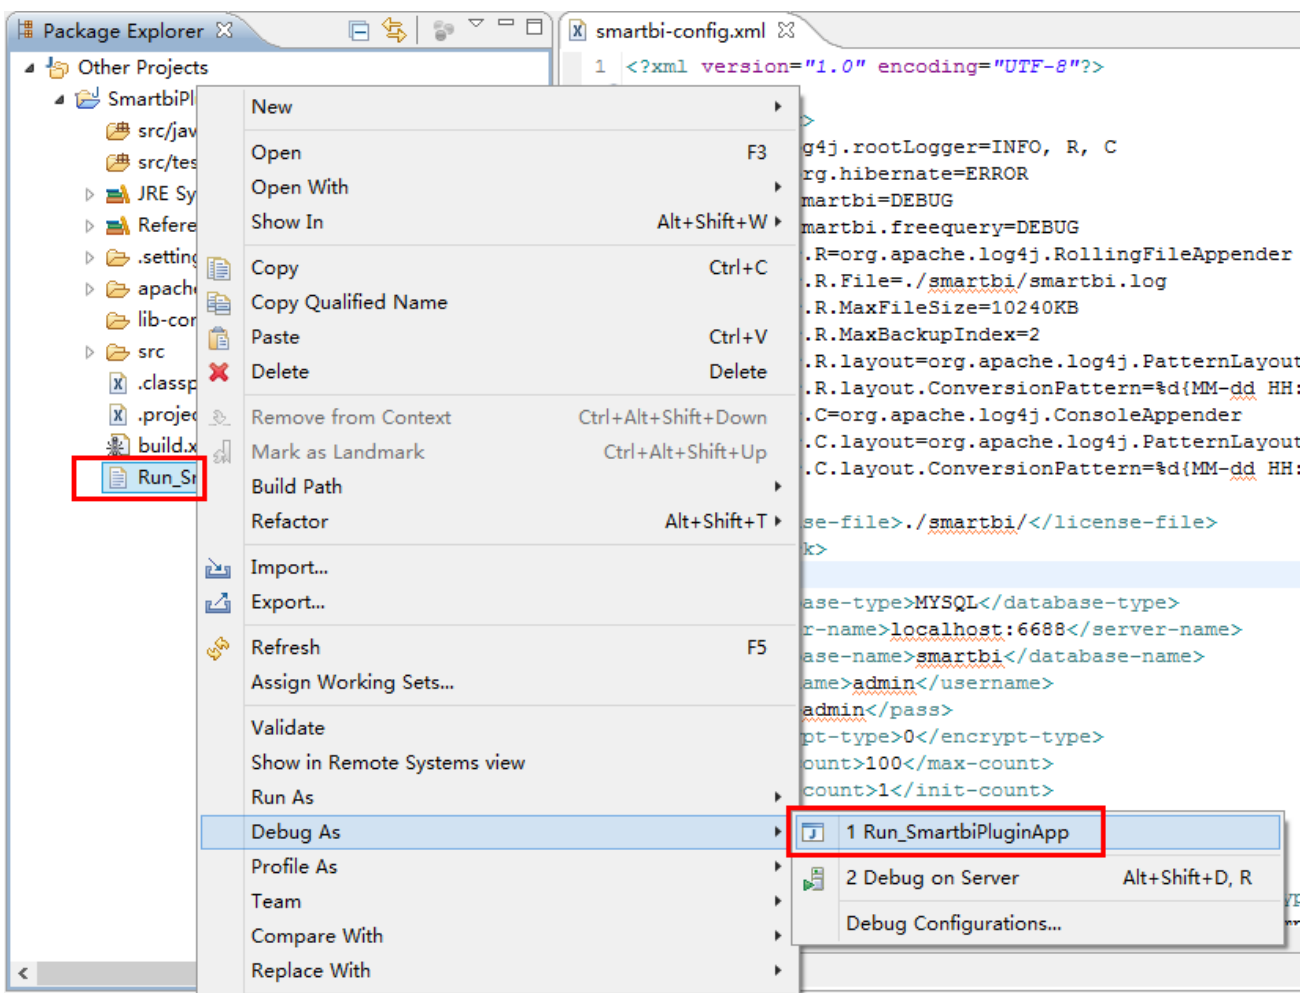 Package Explorer
smartbi-config.xml
Other Projects
SmartbiPl
src/jav
src/tes
JRE Sy
Refere
.setting
apache
lib-cor
src
.classp
.projec
build.x
Run_Sr
New
Open F3
Open With
Show In Alt+Shift+W
Copy Ctrl+C
Copy Qualified Name
Paste Ctrl+V
Delete Delete
Remove from Context Ctrl+Alt+Shift+Down
Mark as Landmark Ctrl+Alt+Shift+Up
Build Path
Refactor Alt+Shift+T
Import...
Export...
Refresh F5
Assign Working Sets...
Validate
Show in Remote Systems view
Run As
Debug As
Profile As
Team
Compare With
Replace With
1 Run_SmartbiPluginApp
2 Debug on Server Alt+Shift+D, R
Debug Configurations...
1 <?xml version="1.0" encoding="UTF-8"?>
>
g4j.rootLogger=INFO, R, C
rg.hibernate=ERROR
martbi=DEBUG
martbi.freequery=DEBUG
.R=org.apache.log4j.RollingFileAppender
.R.File=./smartbi/smartbi.log
.R.MaxFileSize=10240KB
.R.MaxBackupIndex=2
.R.layout=org.apache.log4j.PatternLayout
.R.layout.ConversionPattern=%d{MM-dd HH:
.C=org.apache.log4j.ConsoleAppender
.C.layout=org.apache.log4j.PatternLayout
.C.layout.ConversionPattern=%d{MM-dd HH:
se-file>./smartbi/</license-file>
k>
ase-type>MYSQL</database-type>
r-name>localhost:6688</server-name>
ase-name>smartbi</database-name>
ame>admin</username>
admin</pass>
pt-type>0</encrypt-type>
ount>100</max-count>
count>1</init-count>